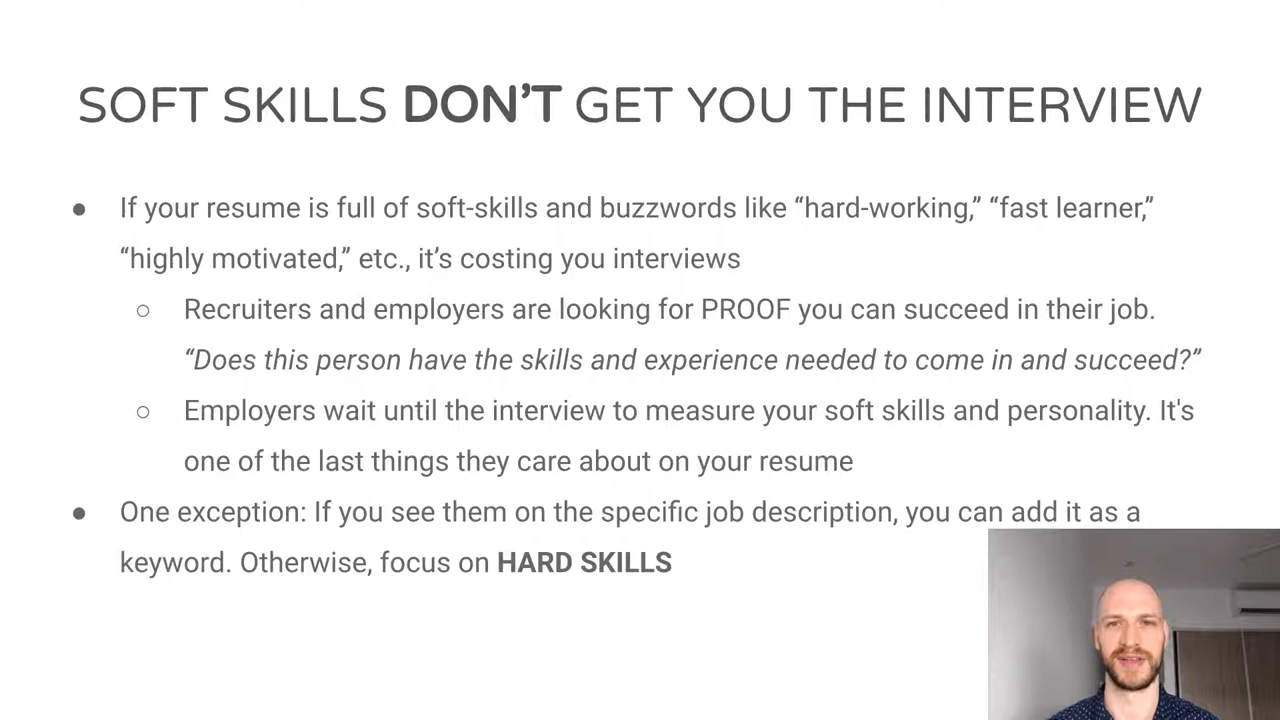 SOFT SKILLS DON’T GET YOU THE INTERVIEW
● If your resume is full of soft-skills and buzzwords like “hard-working,” “fast learner,”
“highly motivated,” etc., it’s costing you interviews
○ Recruiters and employers are looking for PROOF you can succeed in their job.
“Does this person have the skills and experience needed to come in and succeed?”
○ Employers wait until the interview to measure your soft skills and personality. It's
one of the last things they care about on your resume
● One exception: If you see them on the specific job description, you can add it as a
keyword. Otherwise, focus on HARD SKILLS